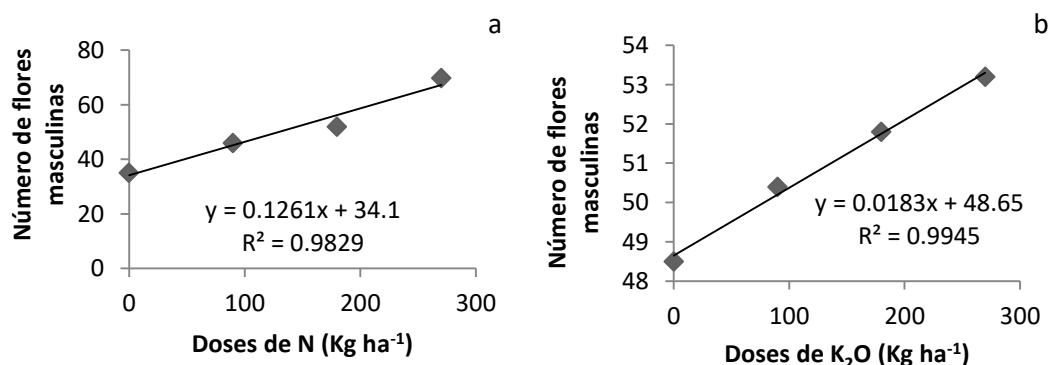 a
Número de flores
masculinas
80
60
40
20
0
y = 0.1261x + 34.1
R² = 0.9829
0 100 200 300
Doses de N (Kg ha⁻¹)
b
Número de flores
masculinas
54
53
52
51
50
49
48
y = 0.0183x + 48.65
R² = 0.9945
0 100 200 300
Doses de K₂O (Kg ha⁻¹)